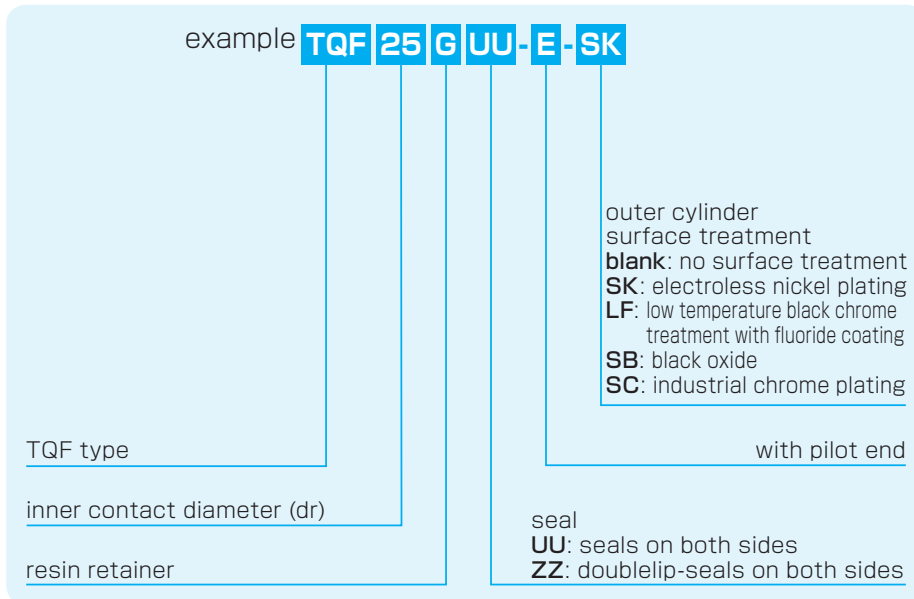 example TQF 25 G UU - E - SK
outer cylinder
surface treatment
blank: no surface treatment
SK: electroless nickel plating
LF: low temperature black chrome
treatment with fluoride coating
SB: black oxide
SC: industrial chrome plating
TQF type
with pilot end
inner contact diameter (dr)
seal
UU: seals on both sides
resin retainer
ZZ: doublelip-seals on both sides